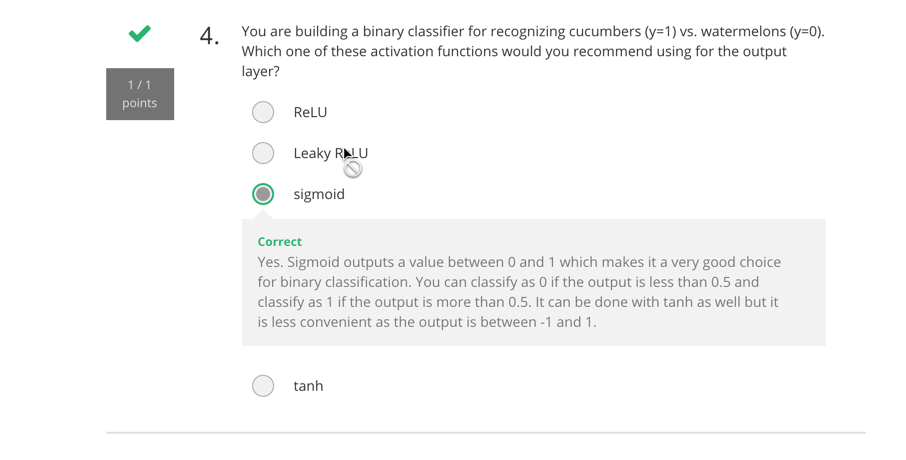 4. You are building a binary classifier for recognizing cucumbers (y=1) vs. watermelons (y=0).
Which one of these activation functions would you recommend using for the output
layer?
1 / 1
points
ReLU
Leaky ReLU
sigmoid
Correct
Yes. Sigmoid outputs a value between 0 and 1 which makes it a very good choice
for binary classification. You can classify as 0 if the output is less than 0.5 and
classify as 1 if the output is more than 0.5. It can be done with tanh as well but it
is less convenient as the output is between -1 and 1.
tanh